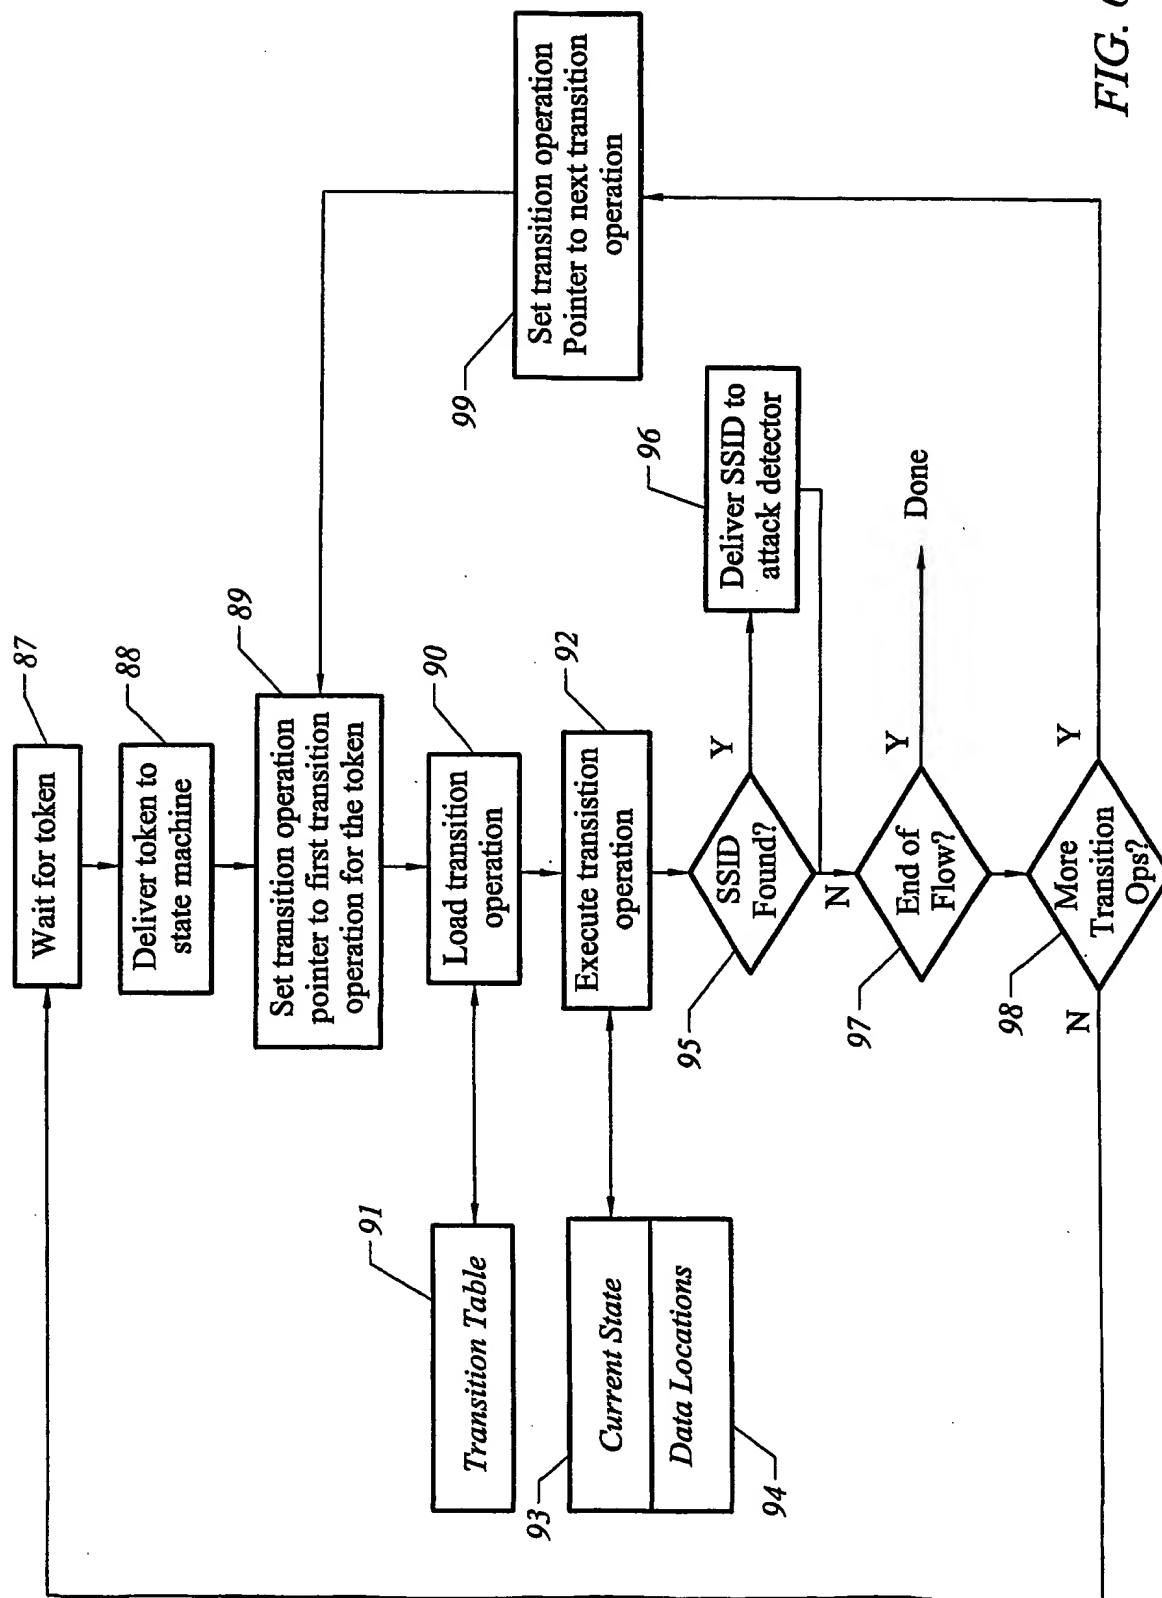 87
Wait for token
88
Deliver token to
state machine
89
Set transition operation
pointer to first transition
operation for the token
90
Load transition
operation
91
Transition Table
92
Execute transistion
operation
93
Current State
Data Locations
94
95
SSID
Found?
Y
N
96
Deliver SSID to
attack detector
97
End of
Flow?
Y
Done
98
More
Transition
Ops?
Y
N
99
Set transition operation
Pointer to next transition
operation
FIG.